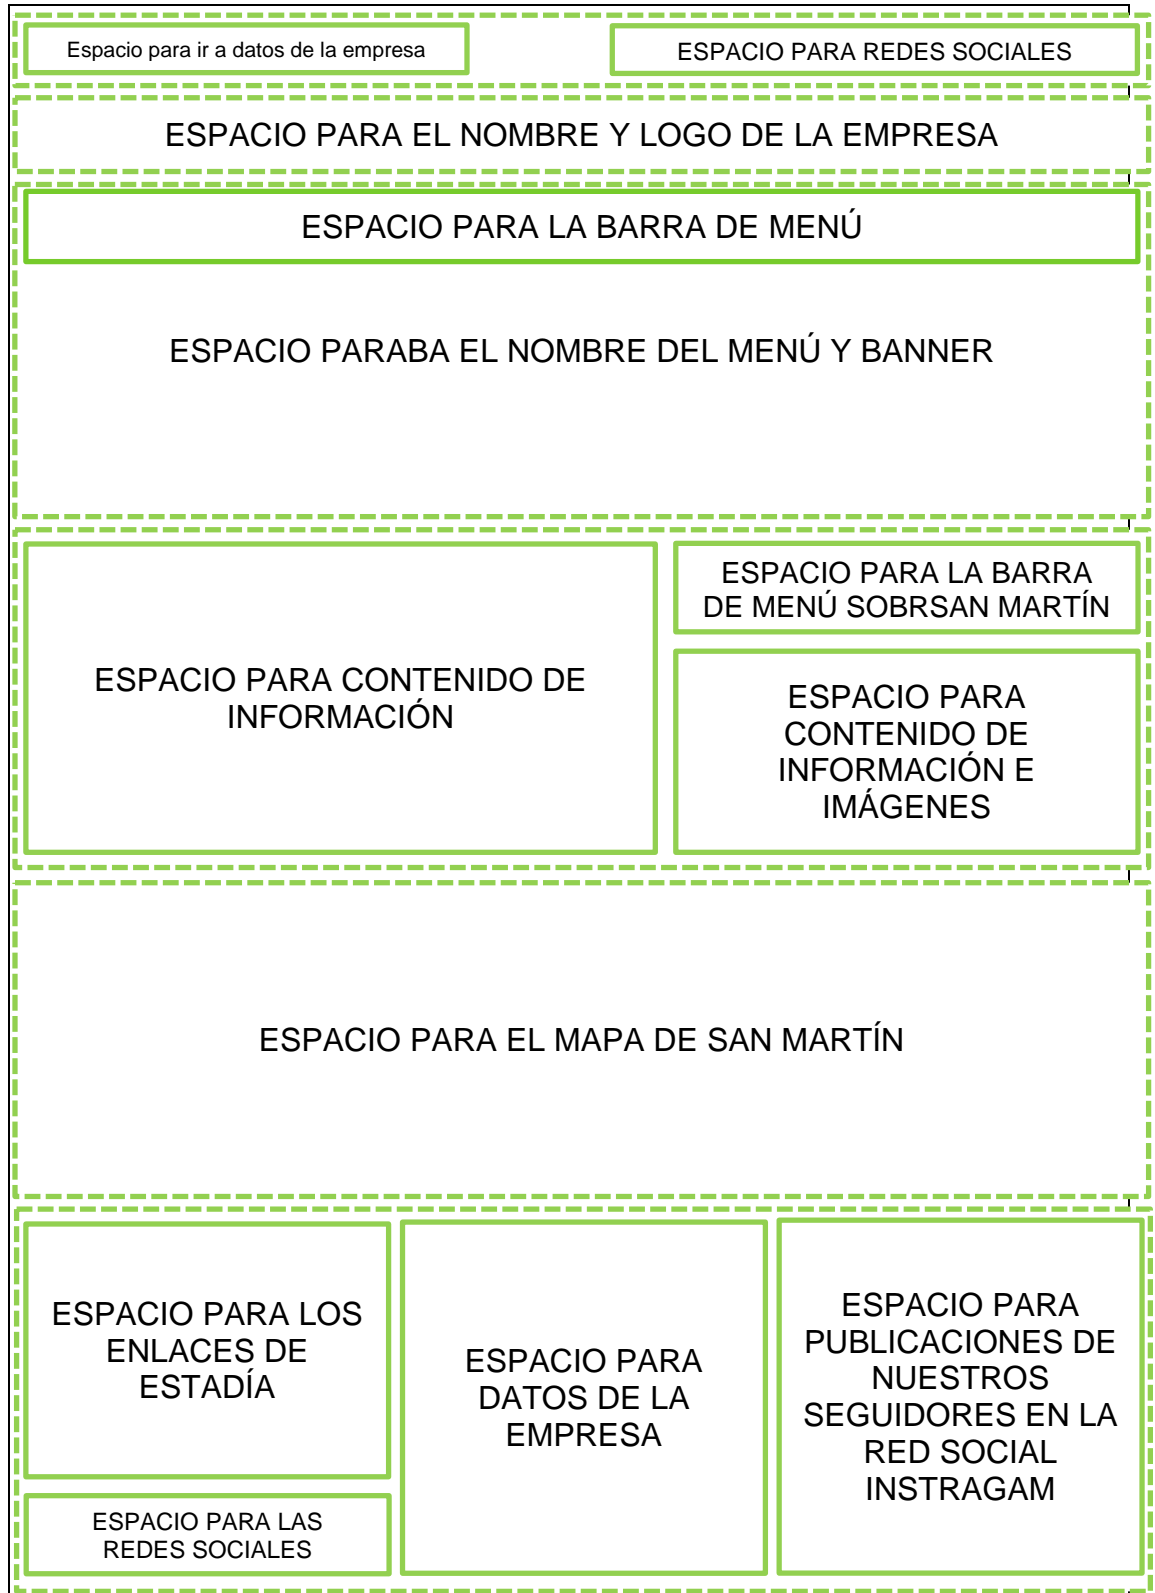 Espacio para ir a datos de la empresa
ESPACIO PARA REDES SOCIALES
ESPACIO PARA EL NOMBRE Y LOGO DE LA EMPRESA
ESPACIO PARA LA BARRA DE MENÚ
ESPACIO PARABA EL NOMBRE DEL MENÚ Y BANNER
ESPACIO PARA CONTENIDO DE
INFORMACIÓN
ESPACIO PARA LA BARRA
DE MENÚ SOBRSAN MARTÍN
ESPACIO PARA
CONTENIDO DE
INFORMACIÓN E
IMÁGENES
ESPACIO PARA EL MAPA DE SAN MARTÍN
ESPACIO PARA LOS
ENLACES DE
ESTADÍA
ESPACIO PARA LAS
REDES SOCIALES
ESPACIO PARA
DATOS DE LA
EMPRESA
ESPACIO PARA
PUBLICACIONES DE
NUESTROS
SEGUIDORES EN LA
RED SOCIAL
INSTRAGAM